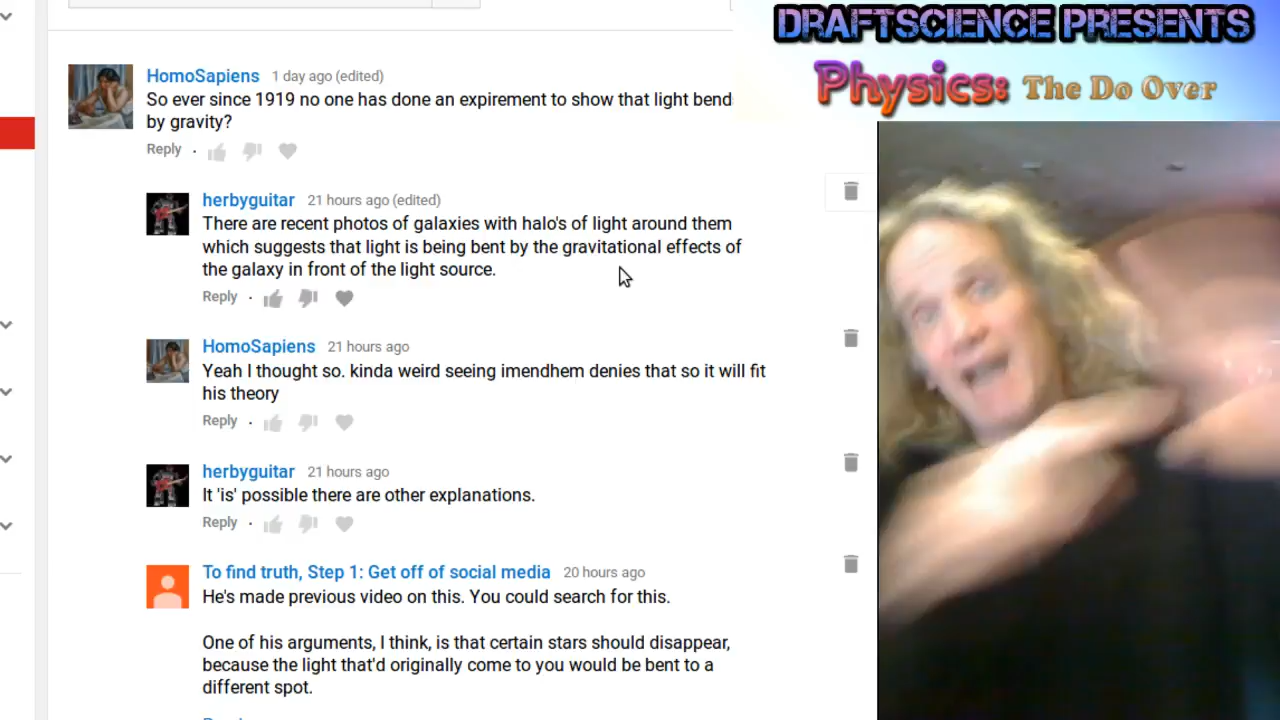 DRAFTSCIENCE PRESENTS
Physics: The Do Over
HomoSapiens 1 day ago (edited)
So ever since 1919 no one has done an expirement to show that light bends
by gravity?
Reply
herbyguitar 21 hours ago (edited)
There are recent photos of galaxies with halo's of light around them
which suggests that light is being bent by the gravitational effects of
the galaxy in front of the light source.
Reply
HomoSapiens 21 hours ago
Yeah I thought so. kinda weird seeing imendhem denies that so it will fit
his theory
Reply
herbyguitar 21 hours ago
It 'is' possible there are other explanations.
Reply
To find truth, Step 1: Get off of social media 20 hours ago
He's made previous video on this. You could search for this.
One of his arguments, I think, is that certain stars should disappear,
because the light that'd originally come to you would be bent to a
different spot.